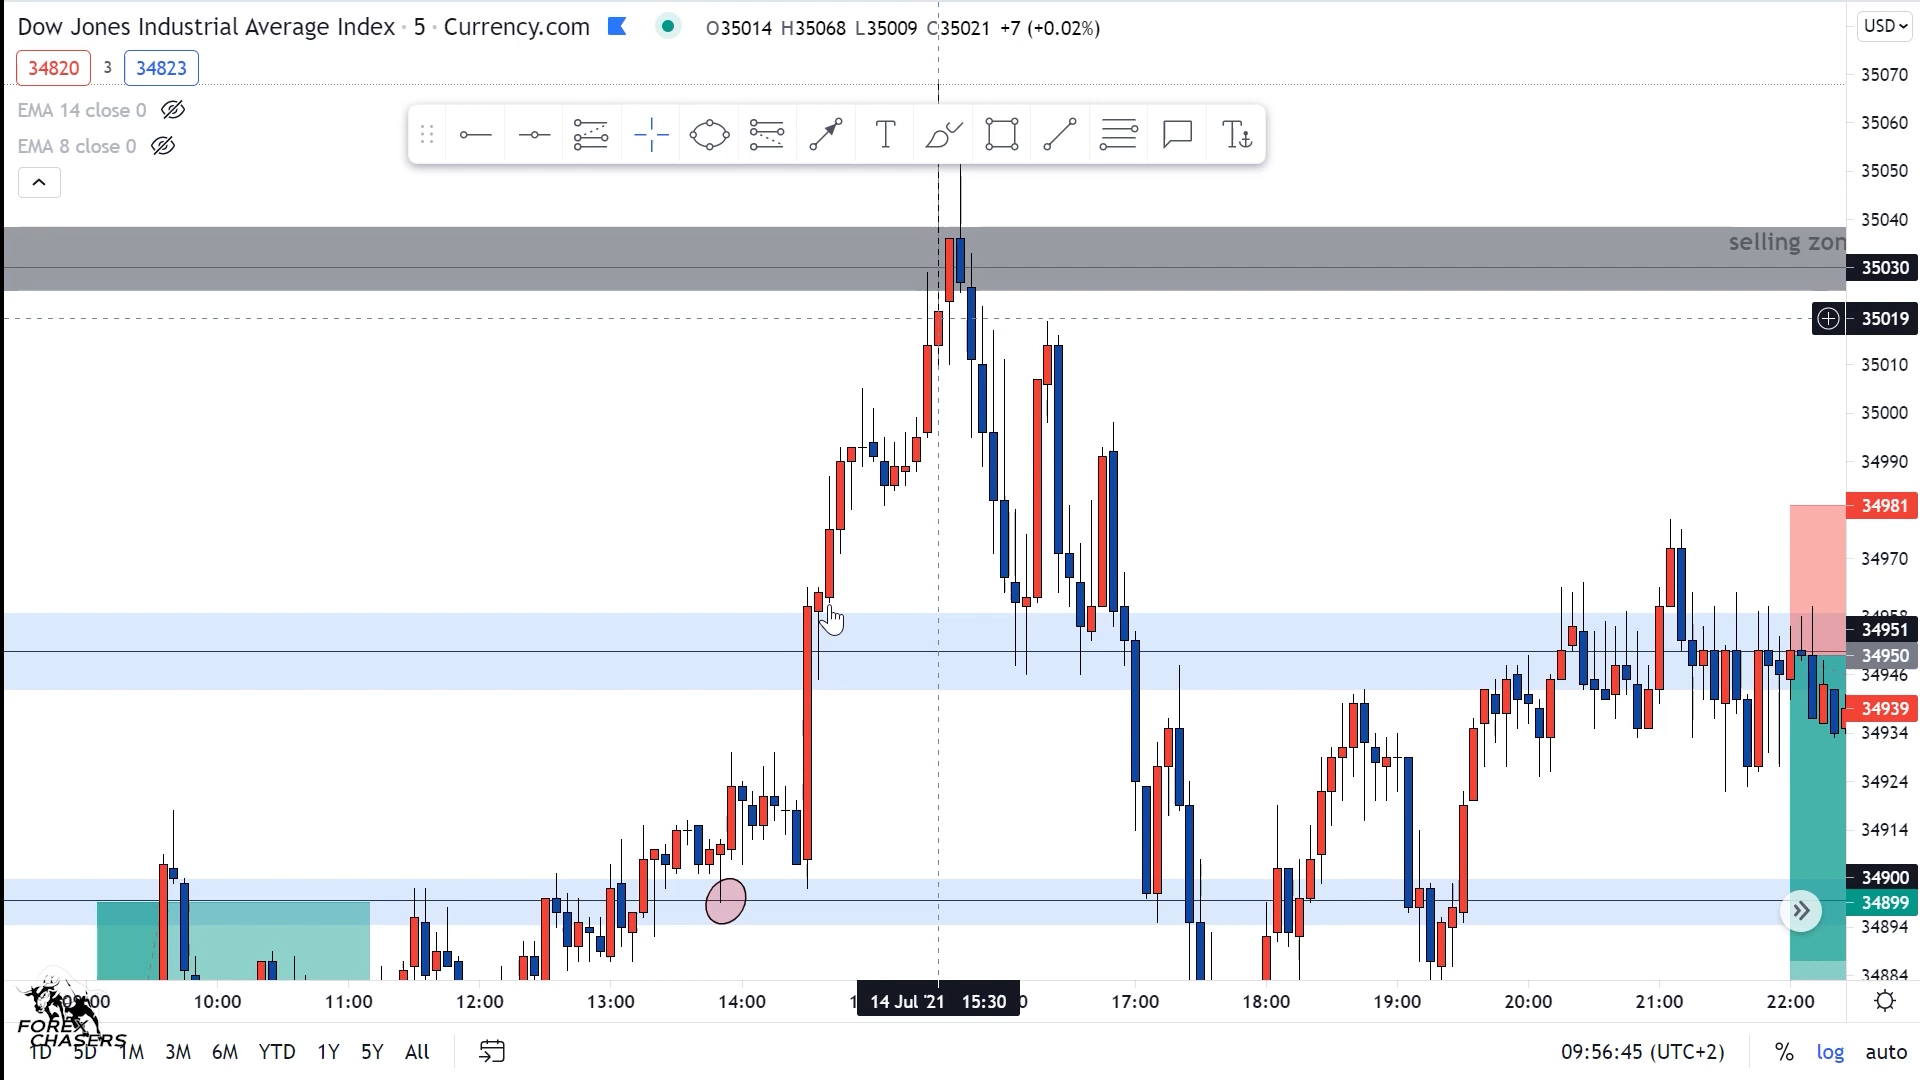 Dow Jones Industrial Average Index · 5 · Currency.com O35014 H35068 L35009 C35021 +7 (+0.02%)
USD
34820 3 34823
EMA 14 close 0
EMA 8 close 0
T
T
selling zon
35070
35060
35050
35040
35030
35019
35010
35000
34990
34981
34970
34951
34950
34946
34939
34934
34924
34914
34900
34899
34894
34884
10:00 11:00 12:00 13:00 14:00 14 Jul '21 15:30 17:00 18:00 19:00 20:00 21:00 22:00
FOREX
CHASERS
1D 5D 1M 3M 6M YTD 1Y 5Y All 09:56:45 (UTC+2) % log auto